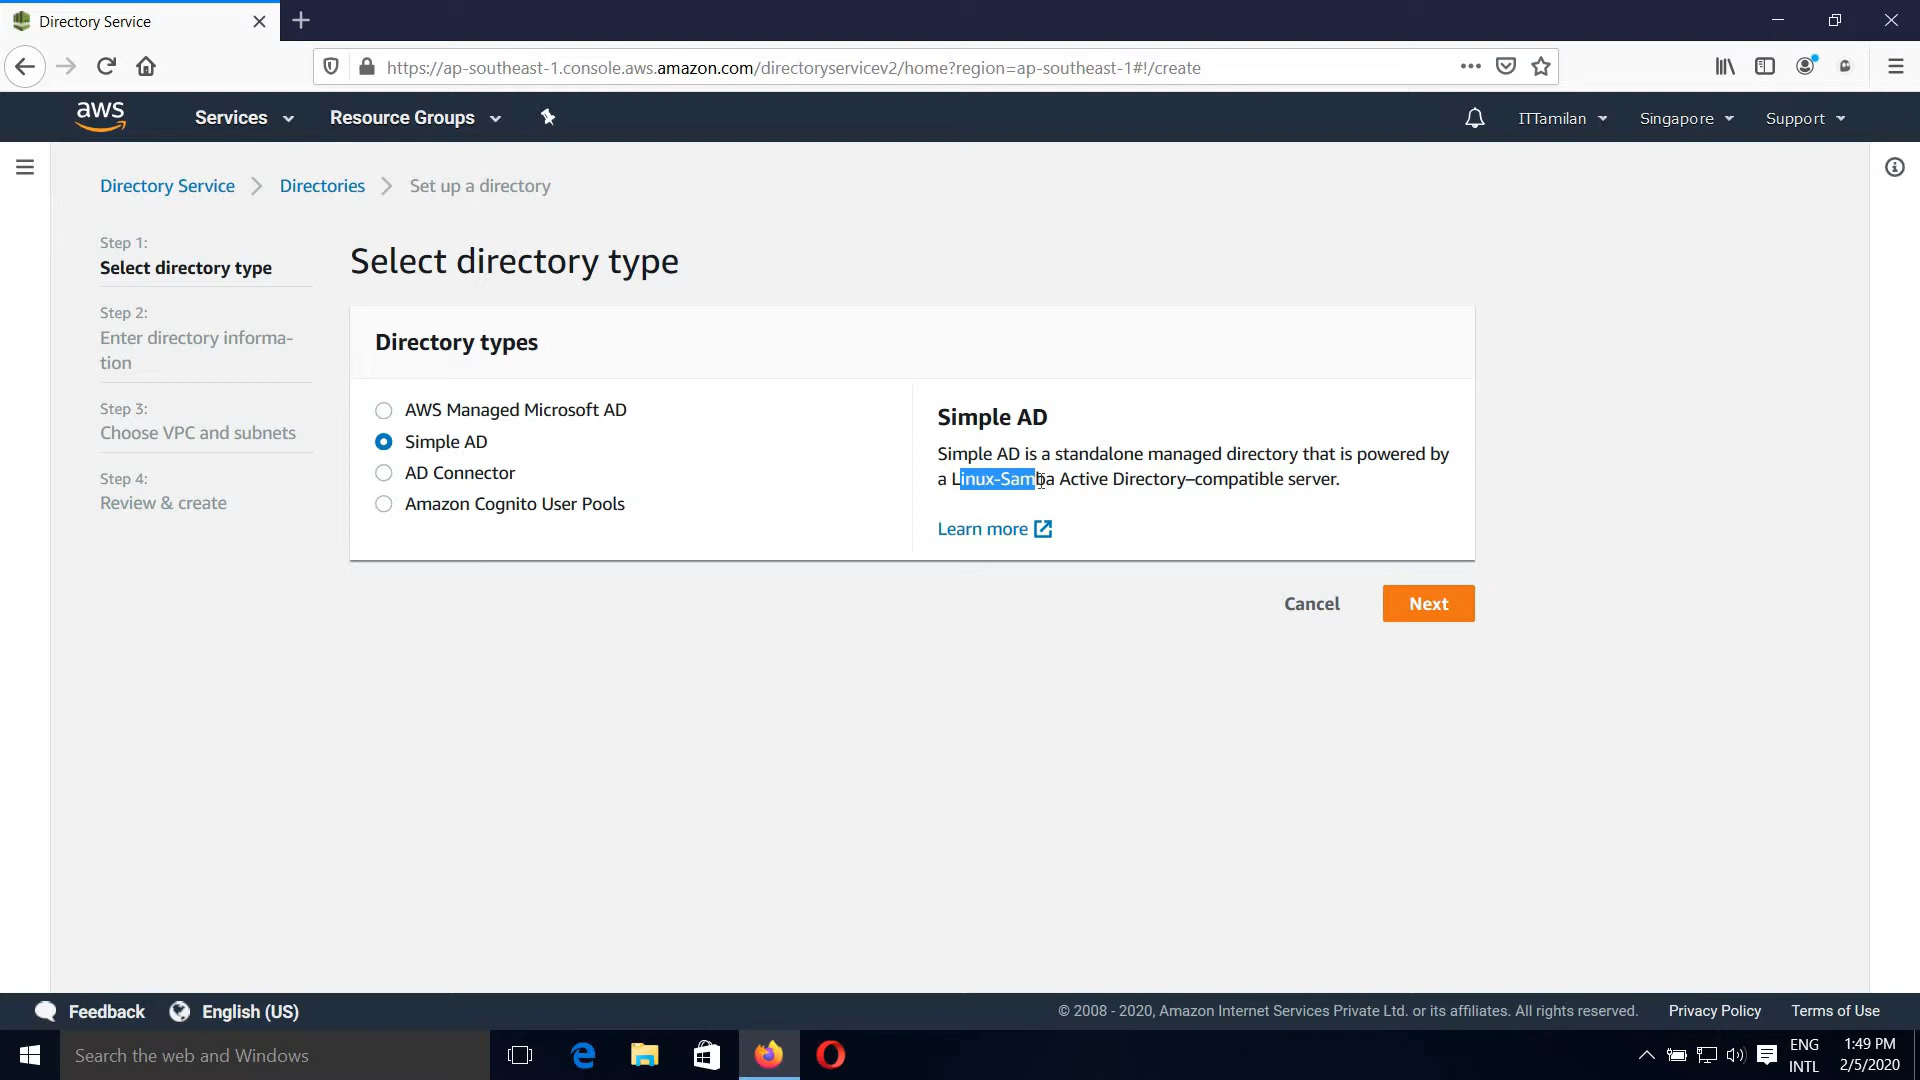 Directory Service
https://ap-southeast-1.console.aws.amazon.com/directoryservicev2/home?region=ap-southeast-1#!/create
aws
Services
Resource Groups
ITTamilan
Singapore
Support
Directory Service
Directories
Set up a directory
Step 1:
Select directory type
Step 2:
Enter directory informa-
tion
Step 3:
Choose VPC and subnets
Step 4:
Review & create
Select directory type
Directory types
AWS Managed Microsoft AD
Simple AD
AD Connector
Amazon Cognito User Pools
Simple AD
Simple AD is a standalone managed directory that is powered by
a Linux-Samba Active Directory–compatible server.
Learn more
Cancel
Next
Feedback
English (US)
© 2008 - 2020, Amazon Internet Services Private Ltd. or its affiliates. All rights reserved.
Privacy Policy
Terms of Use
Search the web and Windows
ENG
INTL
1:49 PM
2/5/2020